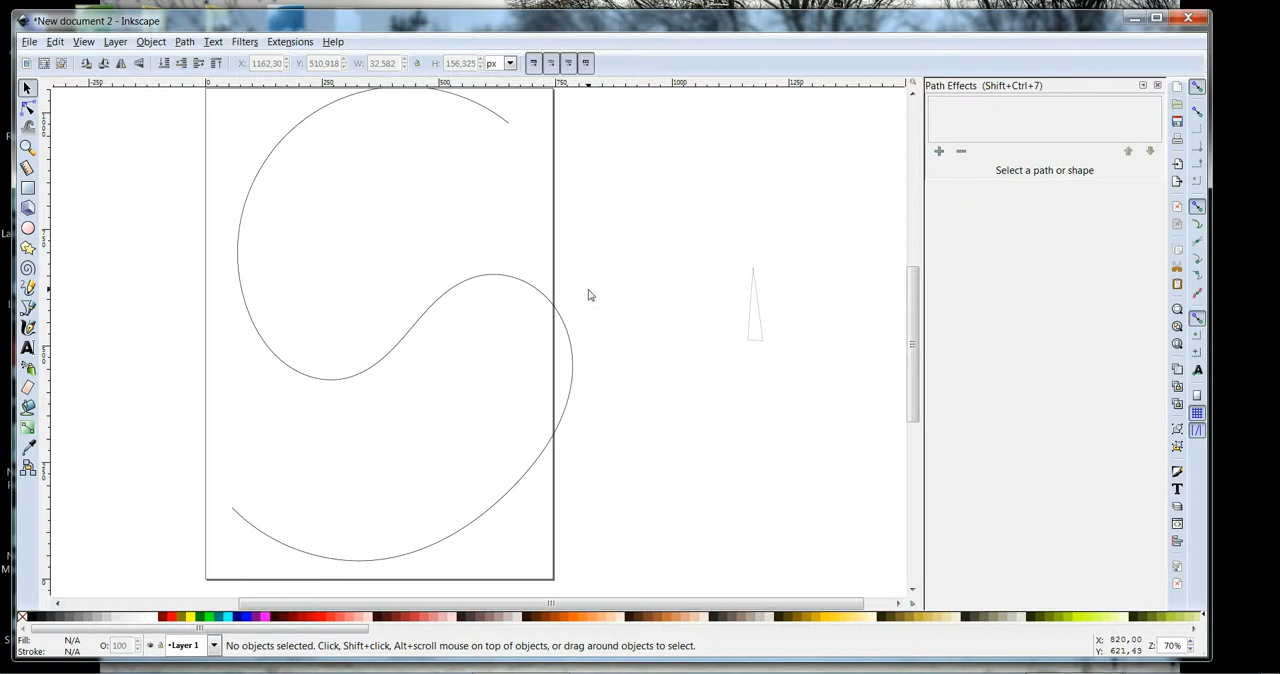 *New document 2 - Inkscape
File Edit View Layer Object Path Text Filters Extensions Help
X: 1162,30 Y: 510,918 W: 32,582 H: 156,325 px
Path Effects (Shift+Ctrl+7)
-250 0 250 500 750 1000 1250
Select a path or shape
Fill: N/A O: 100 Layer 1 No objects selected. Click, Shift+click, Alt+scroll mouse on top of objects, or drag around objects to select. X: 820,00 Z: 70%
Stroke: N/A Y: 621,43